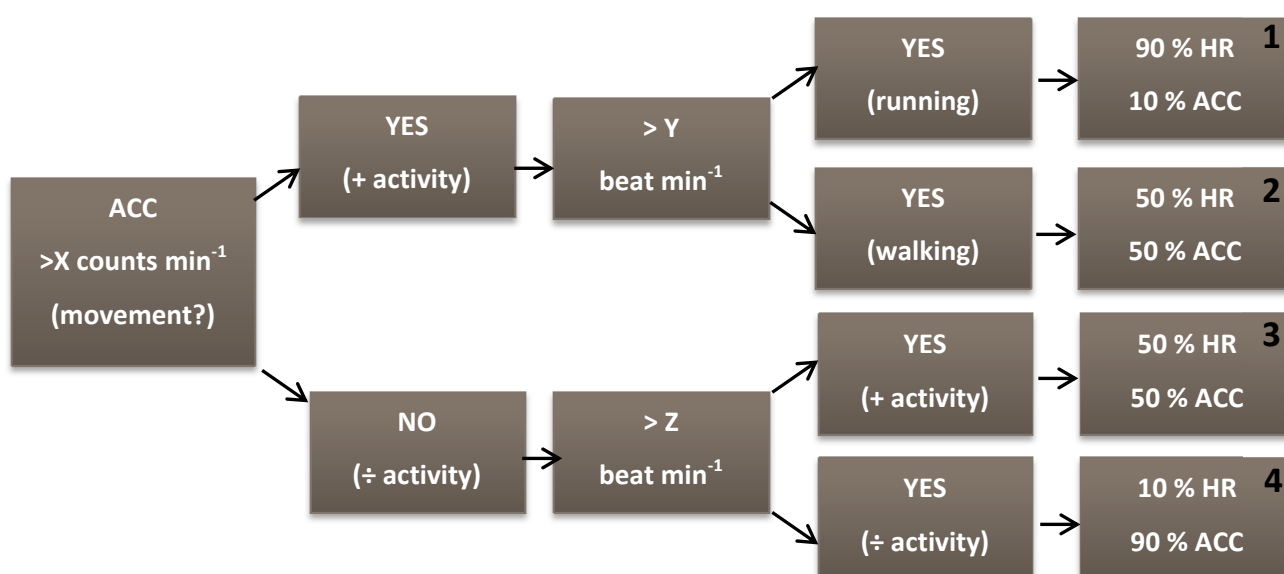 ACC
>X counts min⁻¹
(movement?)
YES
(+ activity)
> Y
beat min⁻¹
YES
(running)
90 % HR
10 % ACC
1
YES
(walking)
50 % HR
50 % ACC
2
NO
(÷ activity)
> Z
beat min⁻¹
YES
(+ activity)
50 % HR
50 % ACC
3
YES
(÷ activity)
10 % HR
90 % ACC
4